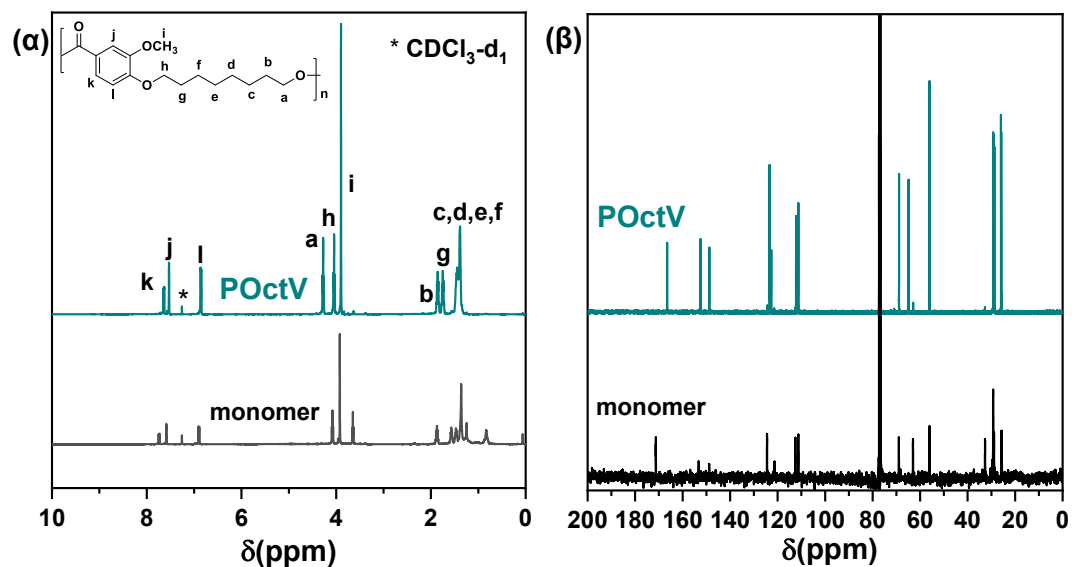 (α)
O
j
i
OCH3
* CDCl3-d1
k
l
O
h
f
d
b
g
e
c
a
O
n
i
h
a
c,d,e,f
j
l
k
*
POctV
b
g
monomer
10
8
6
4
2
0
δ(ppm)
(β)
POctV
monomer
200
180
160
140
120
100
80
60
40
20
0
δ(ppm)